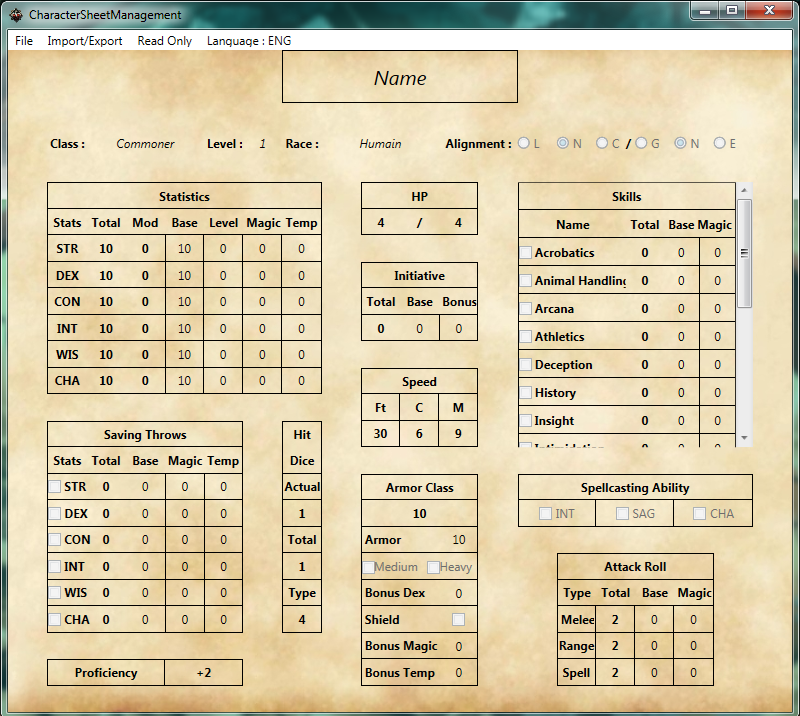 CharacterSheetManagement
File Import/Export Read Only Language : ENG
Name
Class : Commoner Level : 1 Race : Humain Alignment : L N C / G N E
Statistics
Stats Total Mod Base Level Magic Temp
STR 10 0 10 0 0 0
DEX 10 0 10 0 0 0
CON 10 0 10 0 0 0
INT 10 0 10 0 0 0
WIS 10 0 10 0 0 0
CHA 10 0 10 0 0 0
HP
4 / 4
Initiative
Total Base Bonus
0 0 0
Speed
Ft C M
30 6 9
Skills
Name Total Base Magic
Acrobatics 0 0 0
Animal Handling 0 0 0
Arcana 0 0 0
Athletics 0 0 0
Deception 0 0 0
History 0 0 0
Insight 0 0 0
Intimidation 0 0 0
Saving Throws
Stats Total Base Magic Temp
STR 0 0 0 0
DEX 0 0 0 0
CON 0 0 0 0
INT 0 0 0 0
WIS 0 0 0 0
CHA 0 0 0 0
Hit
Dice
Actual
1
Total
1
Type
4
Armor Class
10
Armor 10
Medium Heavy
Bonus Dex 0
Shield
Bonus Magic 0
Bonus Temp 0
Spellcasting Ability
INT SAG CHA
Attack Roll
Type Total Base Magic
Melee 2 0 0
Range 2 0 0
Spell 2 0 0
Proficiency +2